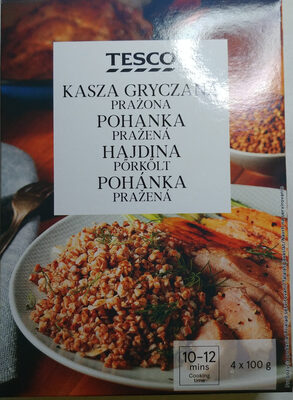 TESCO
KASZA GRYCZANA
PRAŻONA
POHANKA
PRAŽENÁ
HAJDINA
PÖRKÖLT
POHÁNKA
PRAŽENÁ
10-12
mins
Cooking
time
4 x 100 g